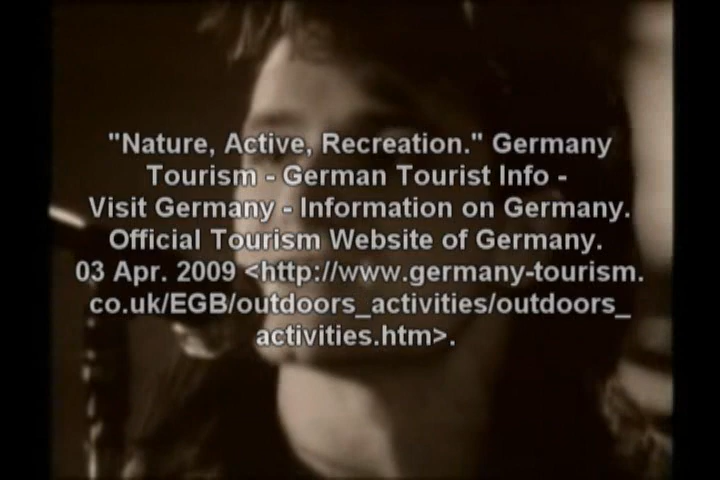 "Nature, Active, Recreation." Germany
Tourism - German Tourist Info -
Visit Germany - Information on Germany.
Official Tourism Website of Germany.
03 Apr. 2009 <http://www.germany-tourism.
co.uk/EGB/outdoors_activities/outdoors_
activities.htm>.